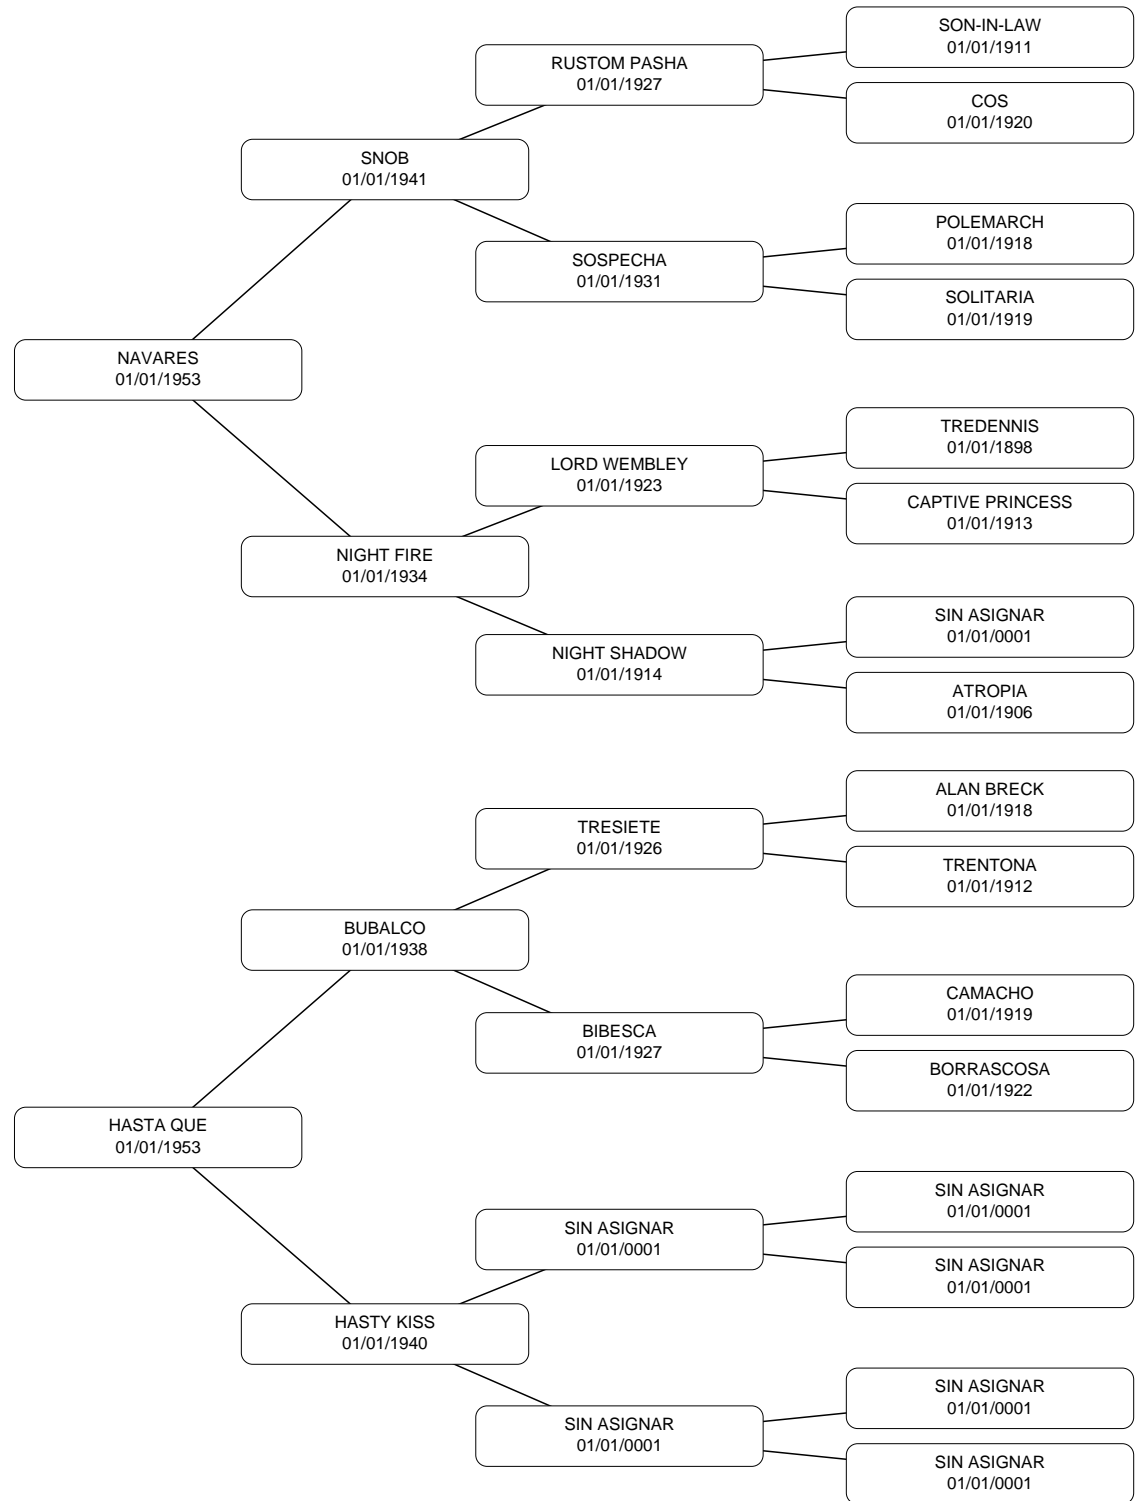 SON-IN-LAW
01/01/1911
RUSTOM PASHA
01/01/1927
COS
01/01/1920
SNOB
01/01/1941
POLEMARCH
01/01/1918
SOSPECHA
01/01/1931
SOLITARIA
01/01/1919
NAVARES
01/01/1953
TREDENNIS
01/01/1898
LORD WEMBLEY
01/01/1923
CAPTIVE PRINCESS
01/01/1913
NIGHT FIRE
01/01/1934
SIN ASIGNAR
01/01/0001
NIGHT SHADOW
01/01/1914
ATROPIA
01/01/1906
ALAN BRECK
01/01/1918
TRESIETE
01/01/1926
TRENTONA
01/01/1912
BUBALCO
01/01/1938
CAMACHO
01/01/1919
BIBESCA
01/01/1927
BORRASCOSA
01/01/1922
HASTA QUE
01/01/1953
SIN ASIGNAR
01/01/0001
SIN ASIGNAR
01/01/0001
SIN ASIGNAR
01/01/0001
HASTY KISS
01/01/1940
SIN ASIGNAR
01/01/0001
SIN ASIGNAR
01/01/0001
SIN ASIGNAR
01/01/0001